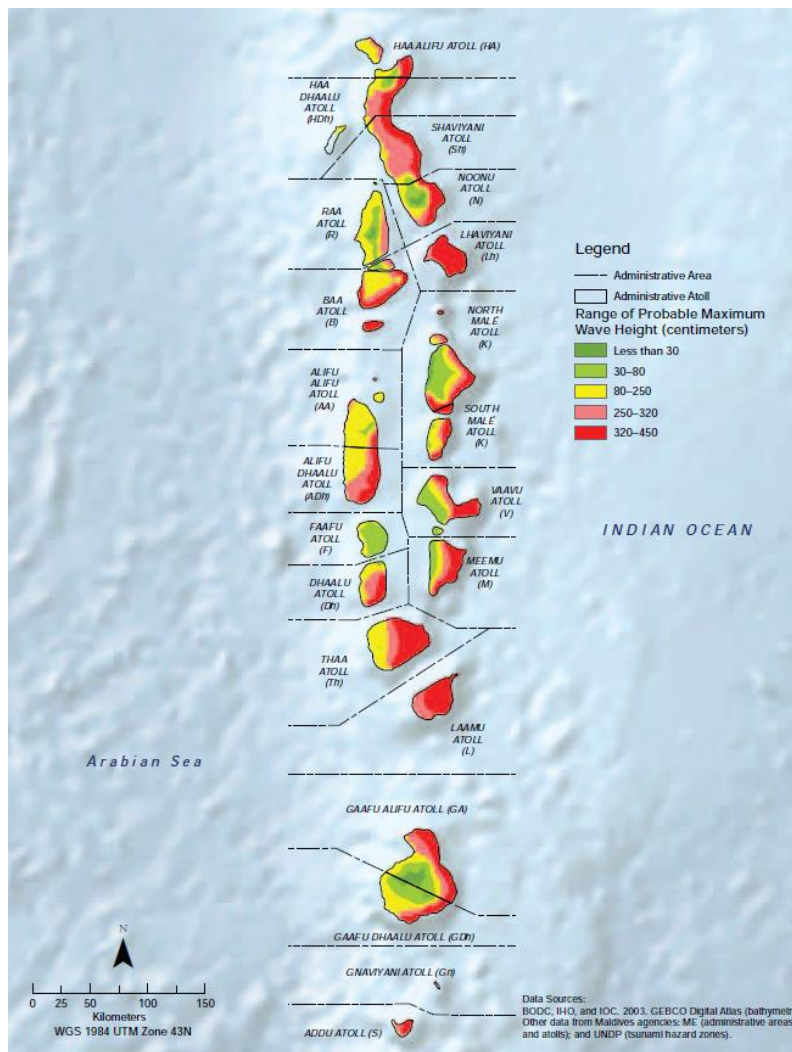 HAA ALIFU ATOLL (HA)
HAA
DHAALU
ATOLL
(HDh)
SHAVIYANI
ATOLL
(Sh)
NOONU
ATOLL
(N)
RAA
ATOLL
(R)
LHAVIYANI
ATOLL
(Lh)
BAA
ATOLL
(B)
NORTH
MALÉ
ATOLL
(K)
ALIFU
ALIFU
ATOLL
(AA)
SOUTH
MALÉ
ATOLL
(K)
ALIFU
DHAALU
ATOLL
(ADh)
VAAVU
ATOLL
(V)
FAAFU
ATOLL
(F)
MEEMU
ATOLL
(M)
DHAALU
ATOLL
(Dh)
THAA
ATOLL
(Th)
LAAMU
ATOLL
(L)
GAAFU ALIFU ATOLL (GA)
GAAFU DHAALU ATOLL (GDh)
GNAVIYANI ATOLL (Gn)
ADDU ATOLL (S)
Arabian Sea
INDIAN OCEAN
Legend
Administrative Area
Administrative Atoll
Range of Probable Maximum
Wave Height (centimeters)
Less than 30
30–80
80–250
250–320
320–450
N
0 25 50 100 150
Kilometers
WGS 1984 UTM Zone 43N
Data Sources:
BODC, IHO, and IOC. 2003. GEBCO Digital Atlas (bathymetr
Other data from Maldives agencies: ME (administrative areas
and atolls); and UNDP (tsunami hazard zones).